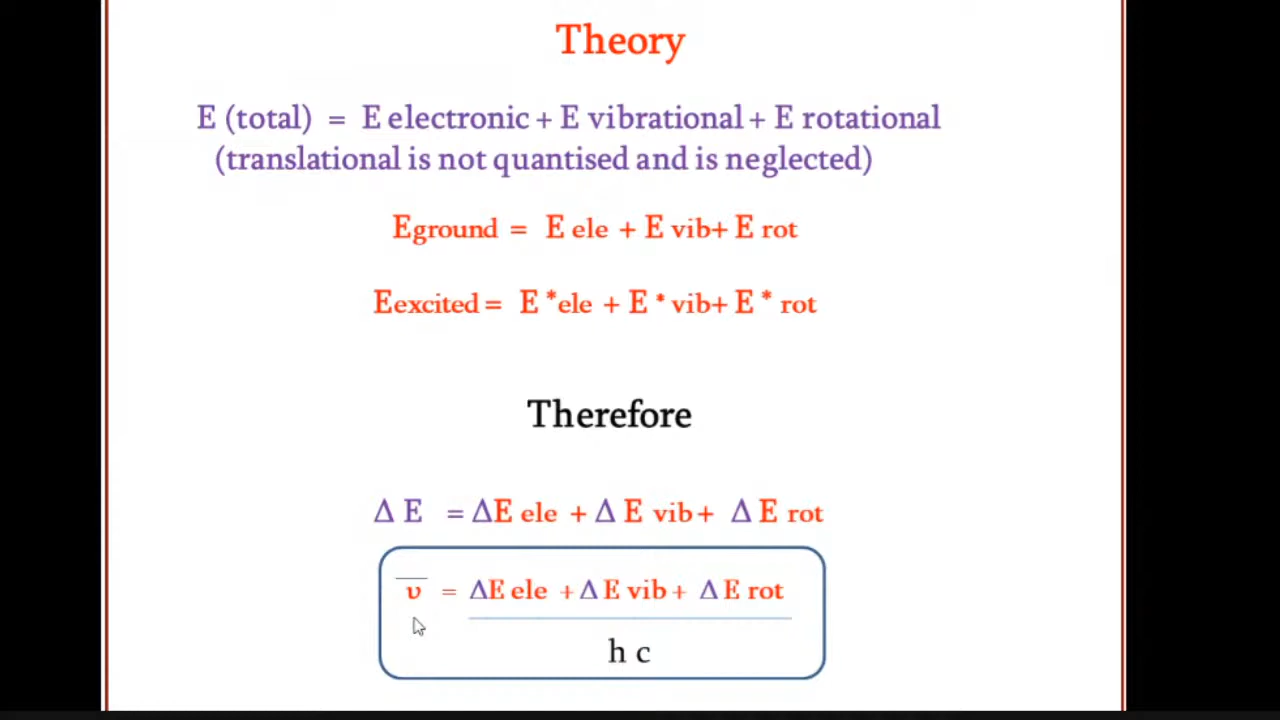 Theory
E (total) = E electronic + E vibrational + E rotational
(translational is not quantised and is neglected)
Eground = E ele + E vib+ E rot
Eexcited = E *ele + E * vib+ E * rot
Therefore
Δ E = ΔE ele + Δ E vib + Δ E rot
υ̅ = ΔE ele + Δ E vib + Δ E rot
h c